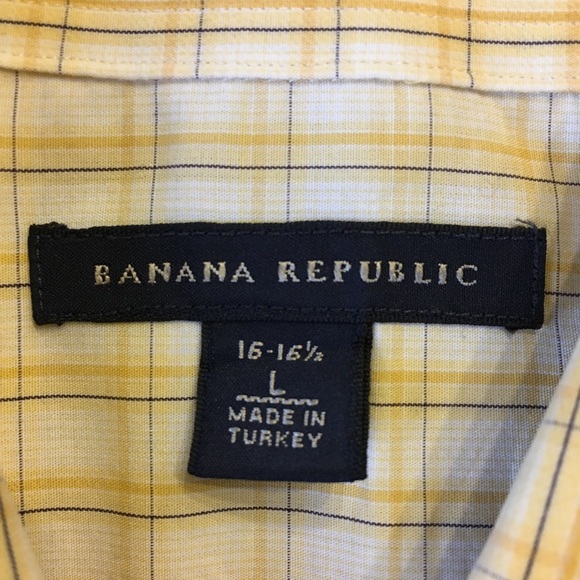 BANANA REPUBLIC
16-16½
L
MADE IN
TURKEY